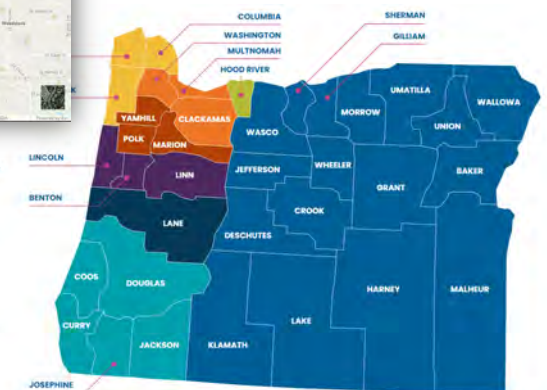 COLUMBIA
SHERMAN
WASHINGTON
GILLIAM
MULTNOMAH
HOOD RIVER
K
UMATILLA
WALLOWA
MORROW
YAMHILL
CLACKAMAS
UNION
WASCO
POLK
MARION
LINCOLN
WHEELER
JEFFERSON
BAKER
LINN
GRANT
BENTON
CROOK
LANE
DESCHUTES
COOS
DOUGLAS
HARNEY
MALHEUR
LAKE
CURRY
JACKSON
KLAMATH
JOSEPHINE